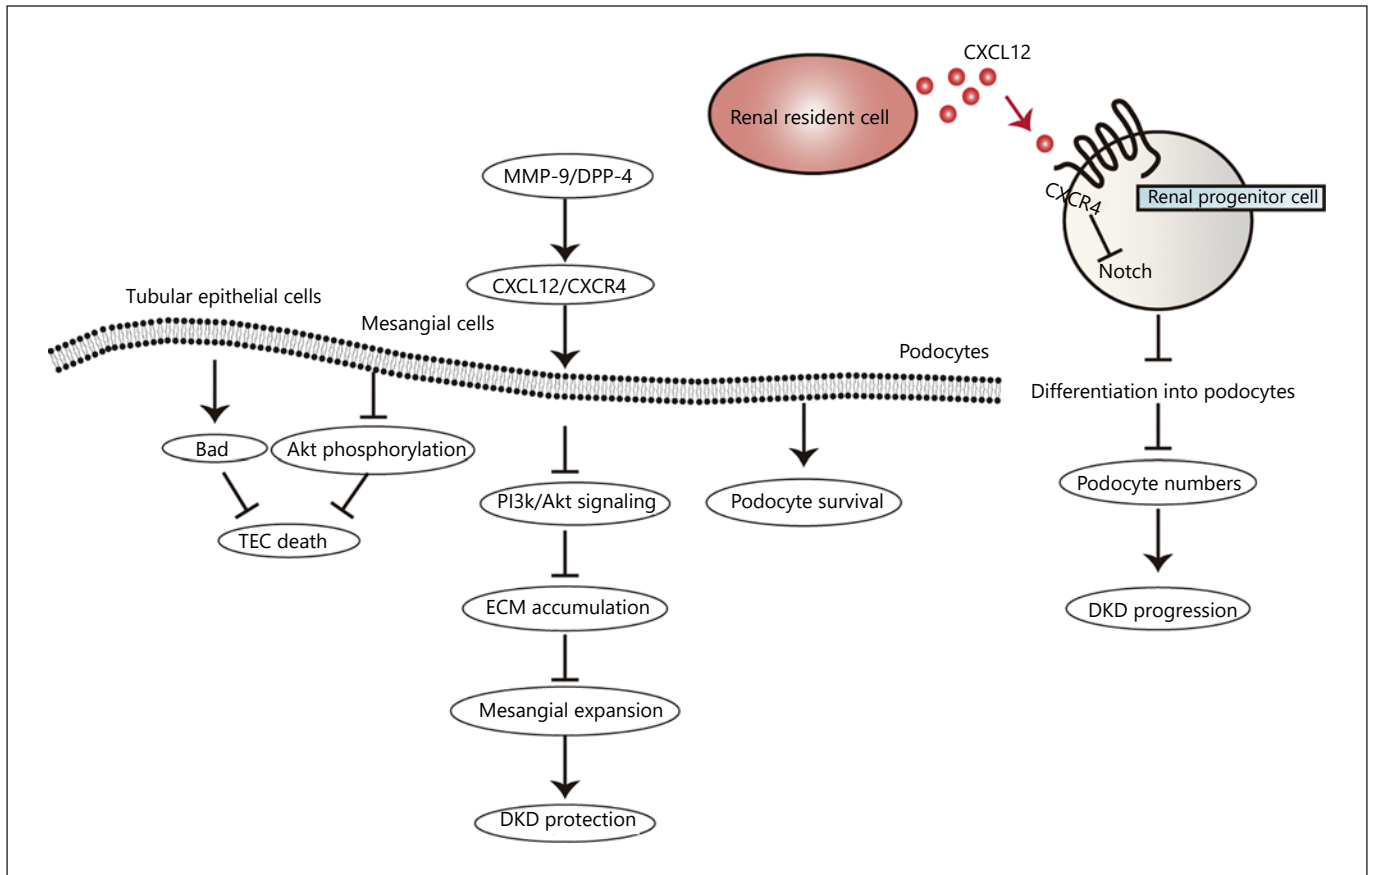 CXCL12
Renal resident cell
MMP-9/DPP-4
CXCR4
Renal progenitor cell
Notch
CXCL12/CXCR4
Tubular epithelial cells
Mesangial cells
Podocytes
Differentiation into podocytes
Bad
Akt phosphorylation
PI3k/Akt signaling
Podocyte survival
Podocyte numbers
TEC death
ECM accumulation
DKD progression
Mesangial expansion
DKD protection